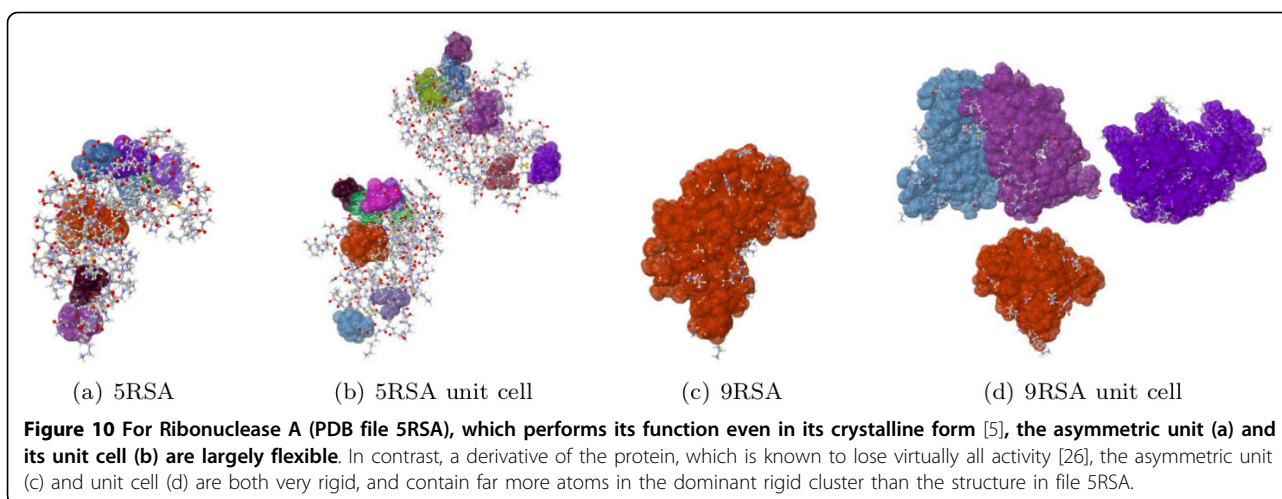 (a) 5RSA
(b) 5RSA unit cell
(c) 9RSA
(d) 9RSA unit cell
Figure 10 For Ribonuclease A (PDB file 5RSA), which performs its function even in its crystalline form [5], the asymmetric unit (a) and
its unit cell (b) are largely flexible. In contrast, a derivative of the protein, which is known to lose virtually all activity [26], the asymmetric unit
(c) and unit cell (d) are both very rigid, and contain far more atoms in the dominant rigid cluster than the structure in file 5RSA.